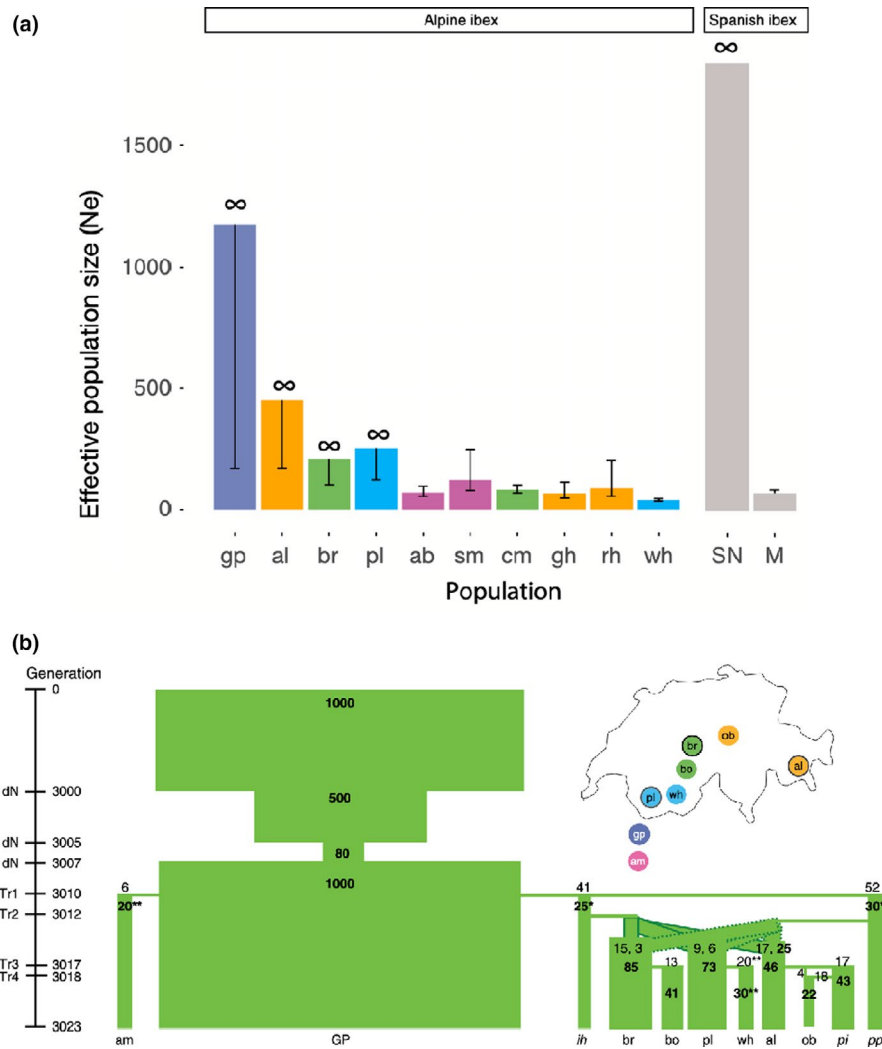 (a)
Alpine ibex
Spanish ibex
Effective population size (Ne)
1500
1000
500
0
∞ ∞ ∞ ∞ ∞
gp al br pl ab sm cm gh rh wh SN M
Population
(b)
Generation
0
dN 3000
dN 3005
dN 3007
Tr1 3010
Tr2 3012
Tr3 3017
Tr4 3018
3023
1000
500
80
1000
br ob
bo al
pl wh
gp
am
6 41 52
20** 25* 30*
15, 3 9, 6 17, 25
13 20** 17
85 73 46 4 18 43
41 30** 22
am GP ih br bo pl wh al ob pi pp